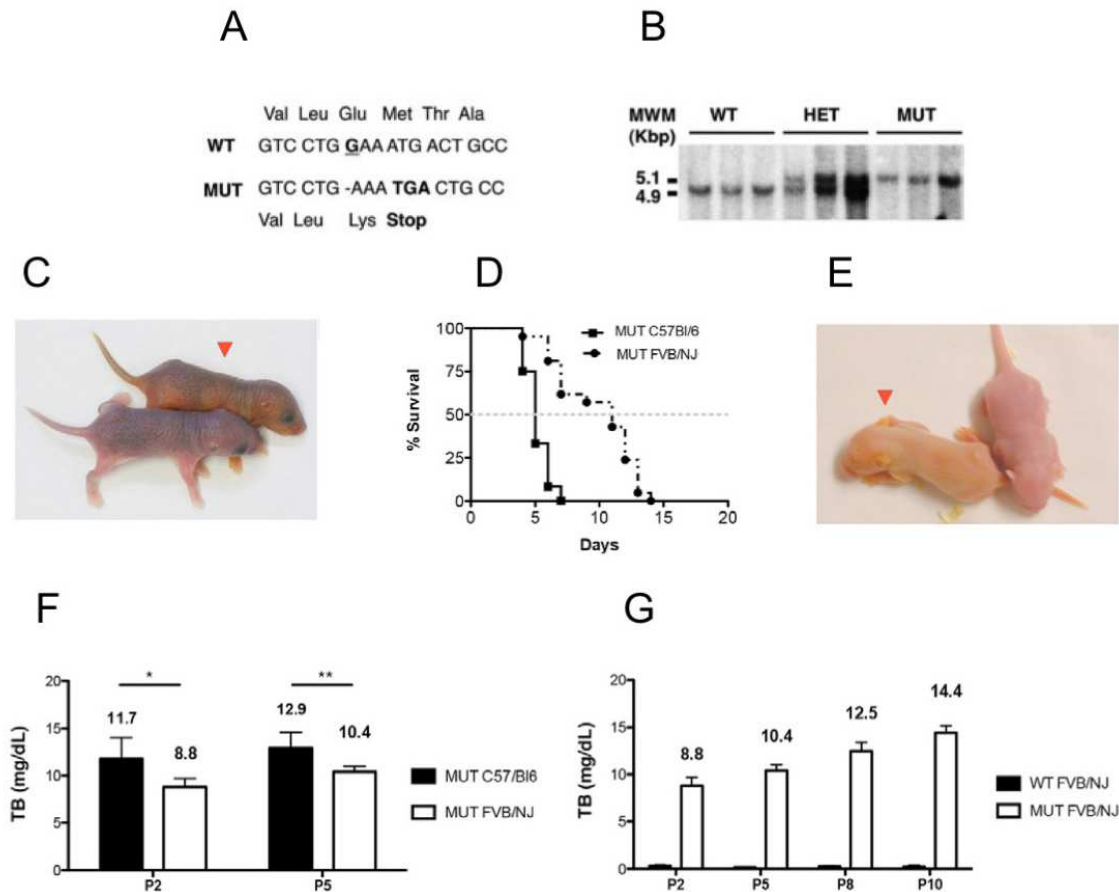 A
Val Leu Glu Met Thr Ala
WT GTC CTG GAA ATG ACT GCC
MUT GTC CTG -AAA TGA CTG CC
Val Leu Lys Stop
B
MWM (Kbp)
WT HET MUT
5.1
4.9
C
D
% Survival
100
75
50
25
0
0 5 10 15 20
Days
MUT C57Bl/6
MUT FVB/NJ
E
F
TB (mg/dL)
20
15
10
5
0
* **
11.7 8.8 12.9 10.4
P2 P5
MUT C57/Bl6
MUT FVB/NJ
G
TB (mg/dL)
20
15
10
5
0
8.8 10.4 12.5 14.4
P2 P5 P8 P10
WT FVB/NJ
MUT FVB/NJ